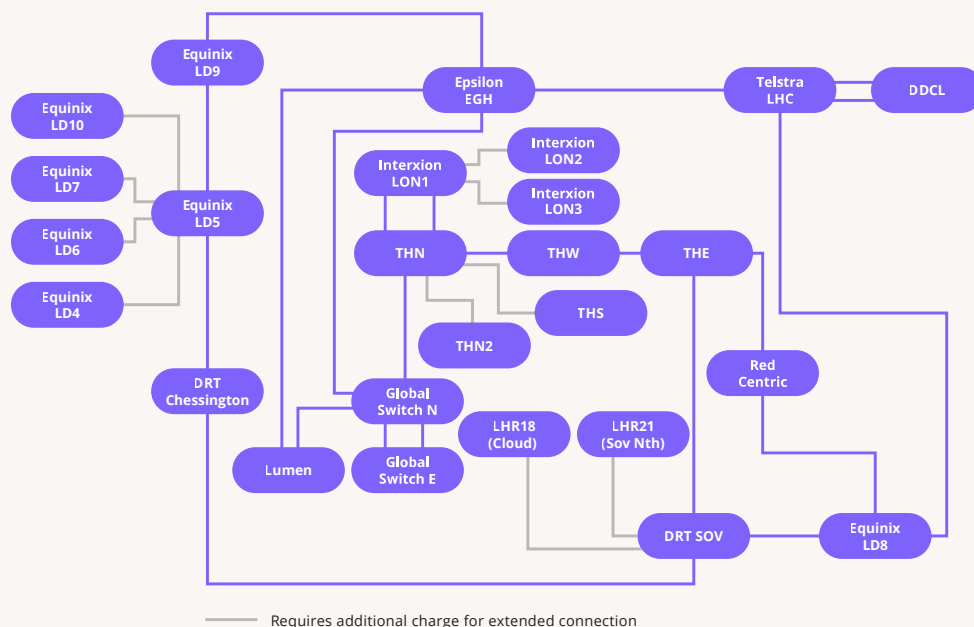 Equinix
LD9
Epsilon
EGH
Telstra
LHC
DDCL
Equinix
LD10
Interxion
LON2
Interxion
LON1
Equinix
LD7
Interxion
LON3
Equinix
LD5
Equinix
LD6
THN
THW
THE
Equinix
LD4
THS
THN2
Red
Centric
DRT
Chessington
Global
Switch N
LHR18
(Cloud)
LHR21
(Sov Nth)
Lumen
Global
Switch E
DRT SOV
Equinix
LD8
Requires additional charge for extended connection